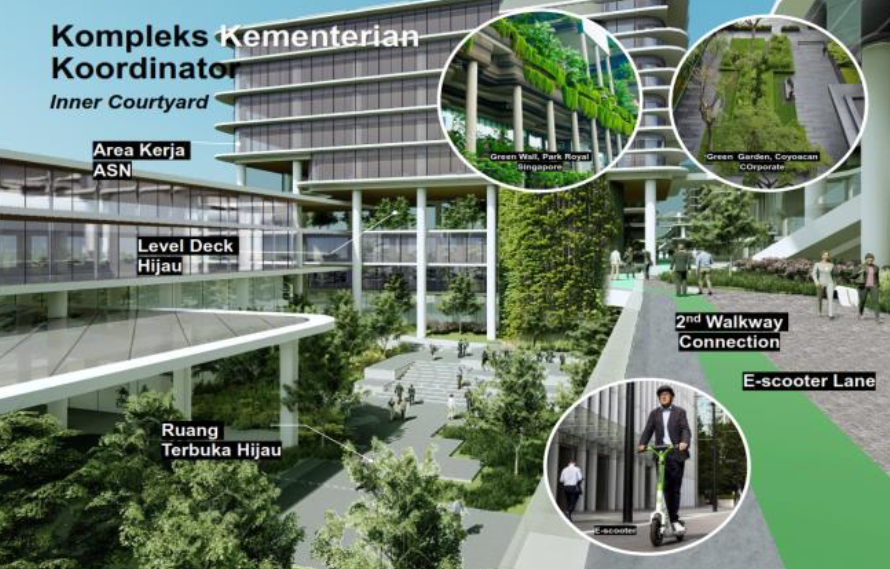 Kompleks Kementerian
Koordinator
Inner Courtyard
Green Wall, Park Royal
Singapore
Green Garden, Coyoacan
COrporate
Area Kerja
ASN
Level Deck
Hijau
2nd Walkway
Connection
E-scooter Lane
Ruang
Terbuka Hijau
E-scooter